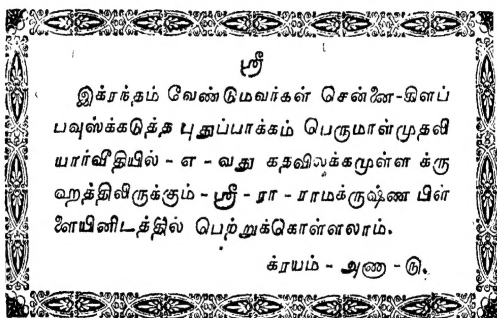 ஸ்ரீ
இக்ரந்தம் வேண்டுமவர்கள் சென்னை-கிளப்
பவுஸ்க்கடுத்த புதுப்பாக்கம் பெருமாள்முதலி
யார்வீதியில் - எ - வது கதவிலக்கமுள்ள க்ரு
ஹத்திலிருக்கும் - ஸ்ரீ - ரா - ராமக்ருஷ்ண பிள்
ளையினிடத்தில் பெற்றுக்கொள்ளலாம்.
க்ரயம் - அணா - ரு.